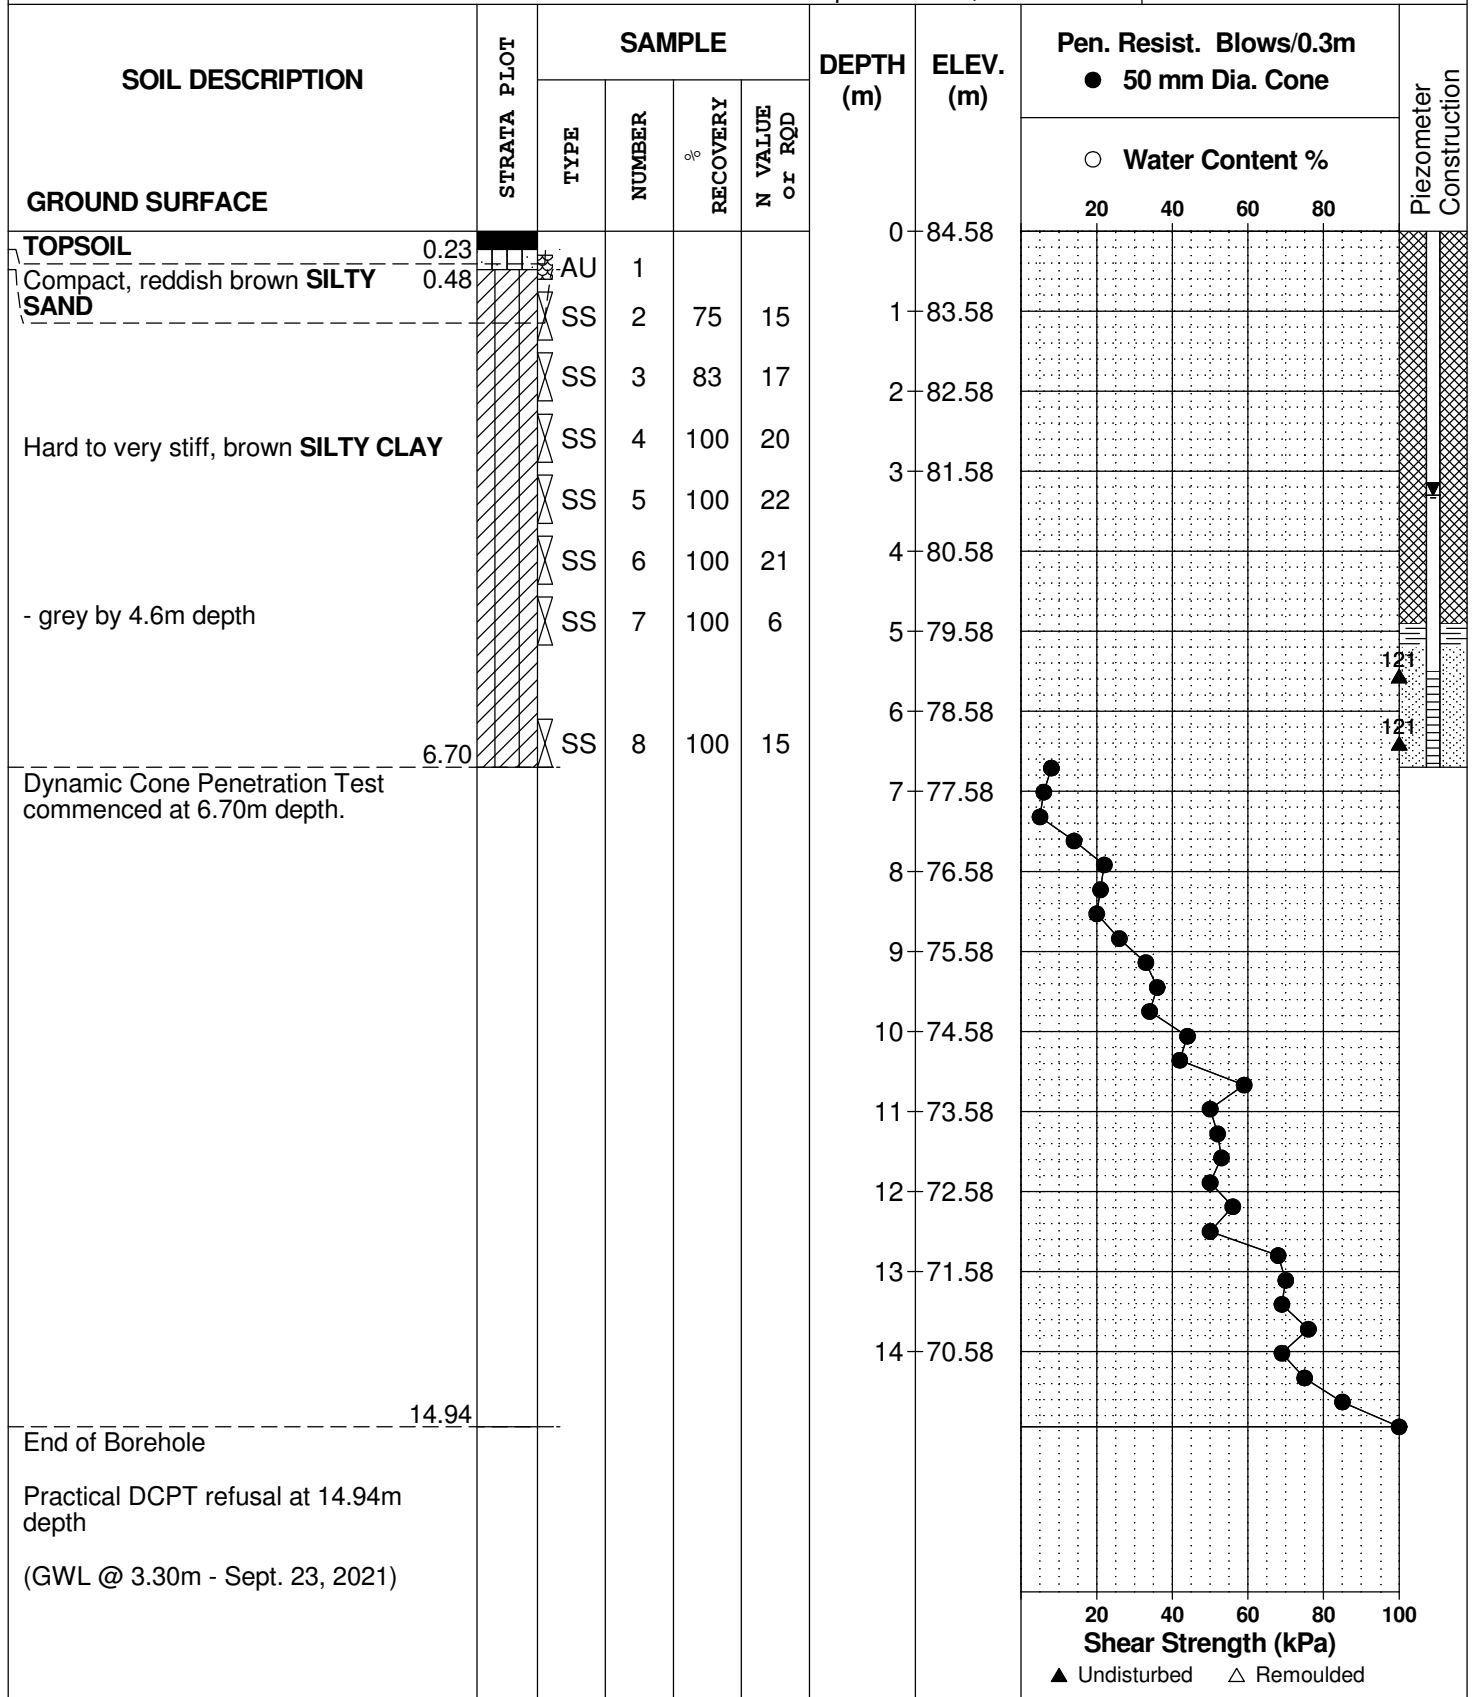 SOIL DESCRIPTION
GROUND SURFACE
STRATA PLOT
SAMPLE
TYPE
NUMBER
%
RECOVERY
N VALUE
or RQD
DEPTH
(m)
ELEV.
(m)
Pen. Resist. Blows/0.3m
● 50 mm Dia. Cone
○ Water Content %
20 40 60 80
Piezometer
Construction
0 84.58
TOPSOIL 0.23
Compact, reddish brown SILTY 0.48
SAND
AU 1
SS 2 75 15
1 83.58
SS 3 83 17
2 82.58
SS 4 100 20
Hard to very stiff, brown SILTY CLAY
3 81.58
SS 5 100 22
4 80.58
SS 6 100 21
- grey by 4.6m depth
SS 7 100 6
5 79.58
121
6 78.58
121
SS 8 100 15
6.70
Dynamic Cone Penetration Test
commenced at 6.70m depth.
7 77.58
8 76.58
9 75.58
10 74.58
11 73.58
12 72.58
13 71.58
14 70.58
14.94
End of Borehole
Practical DCPT refusal at 14.94m
depth
(GWL @ 3.30m - Sept. 23, 2021)
20 40 60 80 100
Shear Strength (kPa)
▲ Undisturbed △ Remoulded